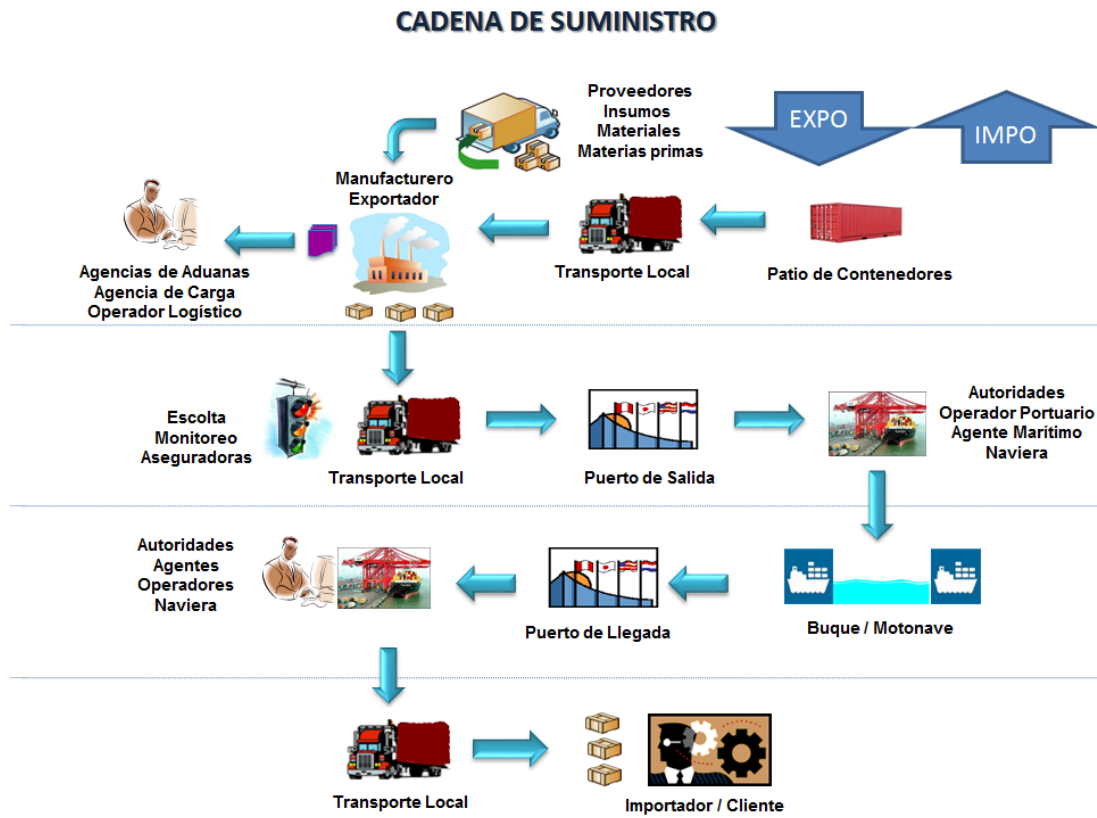 CADENA DE SUMINISTRO
Proveedores
Insumos
Materiales
Materias primas
EXPO
IMPO
Manufacturero
Exportador
Agencias de Aduanas
Agencia de Carga
Operador Logístico
Transporte Local
Patio de Contenedores
Escolta
Monitoreo
Aseguradoras
Transporte Local
Puerto de Salida
Autoridades
Operador Portuario
Agente Marítimo
Naviera
Autoridades
Agentes
Operadores
Naviera
Puerto de Llegada
Buque / Motonave
Transporte Local
Importador / Cliente